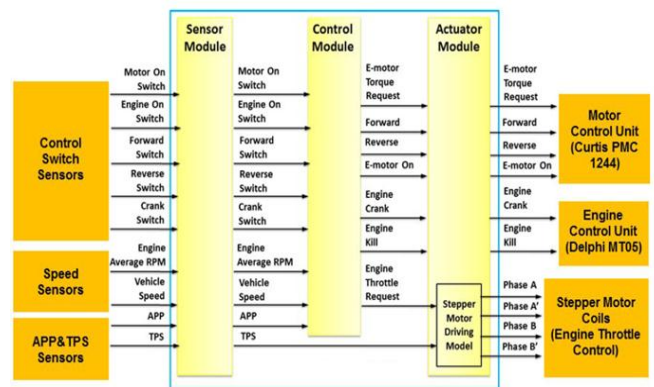 Sensor
Module
Control
Module
Actuator
Module
Control
Switch
Sensors
Speed
Sensors
APP&TPS
Sensors
Motor On
Switch
Engine On
Switch
Forward
Switch
Reverse
Switch
Crank
Switch
Engine
Average RPM
Vehicle
Speed
APP
TPS
Motor On
Switch
Engine On
Switch
Forward
Switch
Reverse
Switch
Crank
Switch
Engine
Average RPM
Vehicle
Speed
APP
TPS
E-motor
Torque
Request
Forward
Reverse
E-motor On
Engine
Crank
Engine
Kill
Engine
Throttle
Request
Stepper
Motor
Driving
Model
E-motor
Torque
Request
Forward
Reverse
E-motor On
Engine
Crank
Engine
Kill
Phase A
Phase A'
Phase B
Phase B'
Motor
Control Unit
(Curtis PMC
1244)
Engine
Control Unit
(Delphi MT05)
Stepper Motor
Coils
(Engine Throttle
Control)